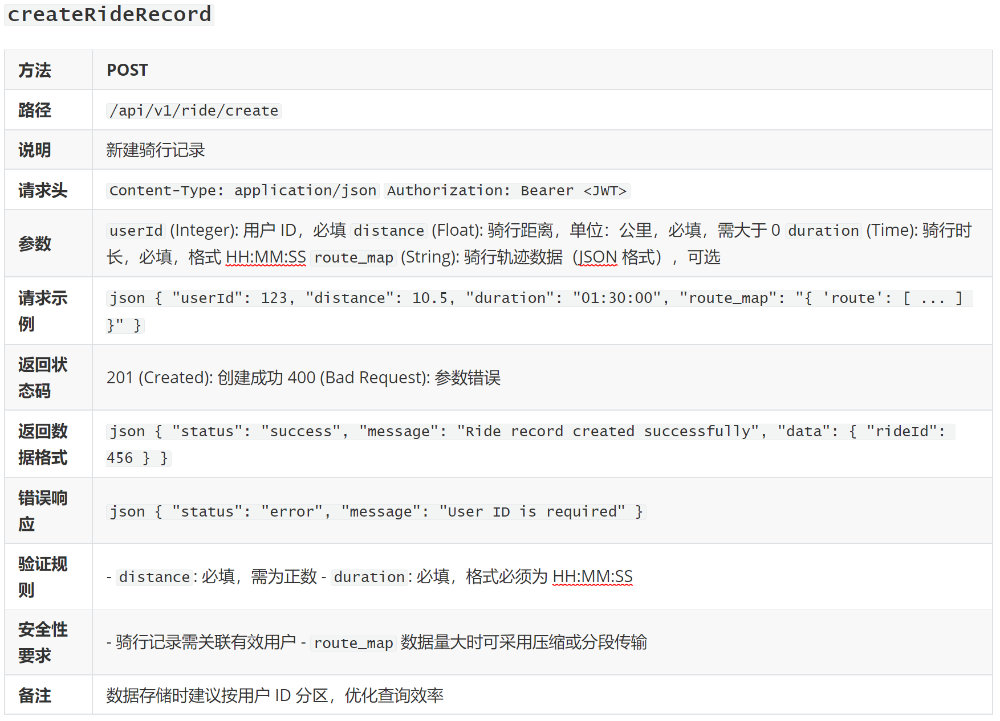 createRideRecord
方法
POST
路径
/api/v1/ride/create
说明
新建骑行记录
请求头
Content-Type: application/json Authorization: Bearer <JWT>
参数
userId (Integer): 用户 ID，必填 distance (Float): 骑行距离，单位：公里，必填，需大于 0 duration (Time): 骑行时
长，必填，格式 HH:MM:SS route_map (String): 骑行轨迹数据（JSON 格式），可选
请求示
例
json { "userId": 123, "distance": 10.5, "duration": "01:30:00", "route_map": "{ 'route': [ ... ]
}" }
返回状
态码
201 (Created): 创建成功 400 (Bad Request): 参数错误
返回数
据格式
json { "status": "success", "message": "Ride record created successfully", "data": { "rideId":
456 } }
错误响
应
json { "status": "error", "message": "User ID is required" }
验证规
则
- distance: 必填，需为正数 - duration: 必填，格式必须为 HH:MM:SS
安全性
要求
- 骑行记录需关联有效用户 - route_map 数据量大时可采用压缩或分段传输
备注
数据存储时建议按用户 ID 分区，优化查询效率